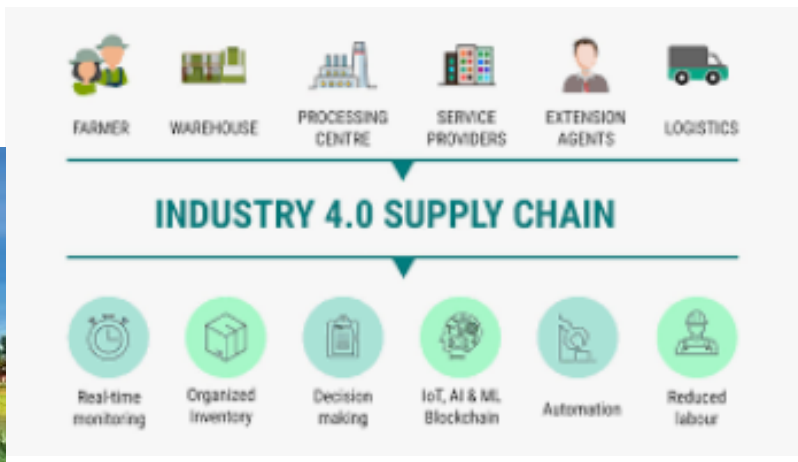 FARMER
WAREHOUSE
PROCESSING
CENTRE
SERVICE
PROVIDERS
EXTENSION
AGENTS
LOGISTICS
INDUSTRY 4.0 SUPPLY CHAIN
Real-time
monitoring
Organized
Inventory
Decision
making
IoT, AI & ML
Blockchain
Automation
Reduced
labour